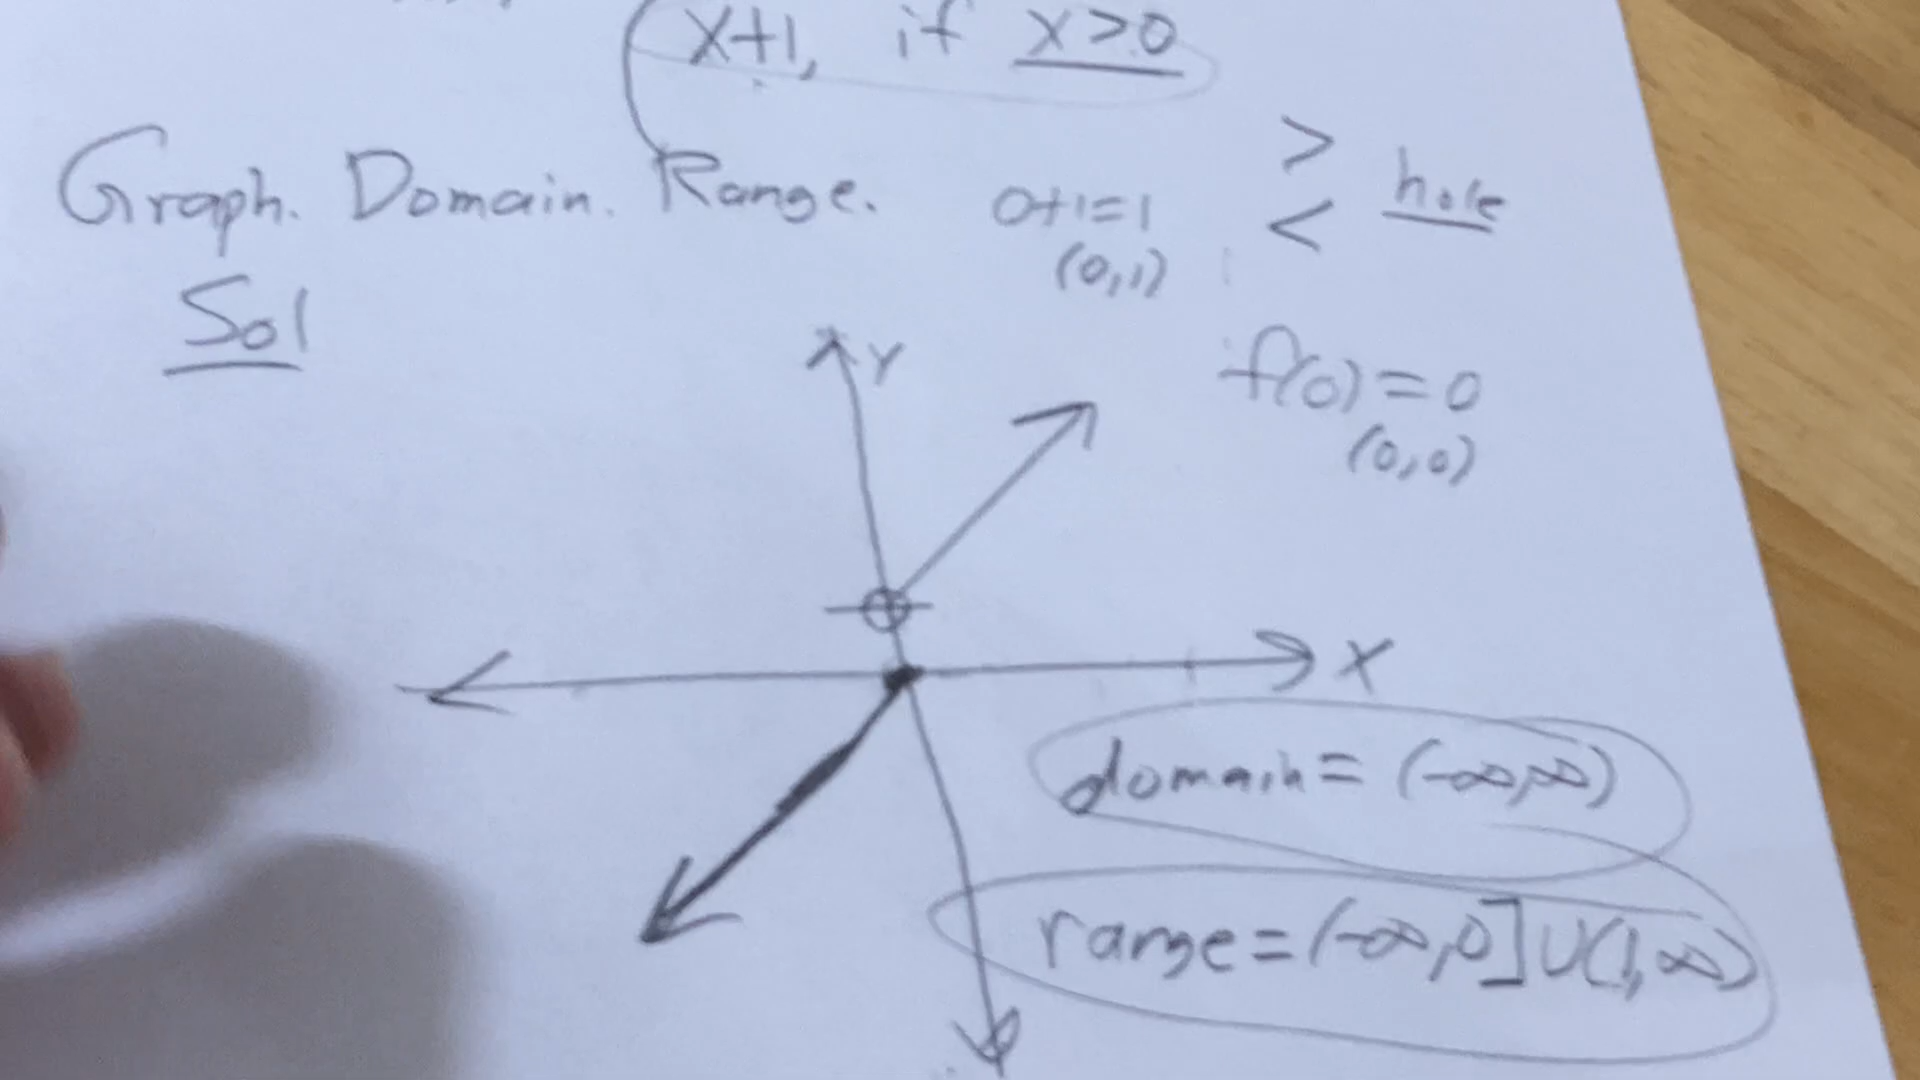 x+1, if x>0
Graph. Domain. Range.
0+1=1
(0,1)
>
< hole
Sol
f(0)=0
(0,0)
Y
X
domain= (-∞,∞)
range=(-∞,0]U(1,∞)